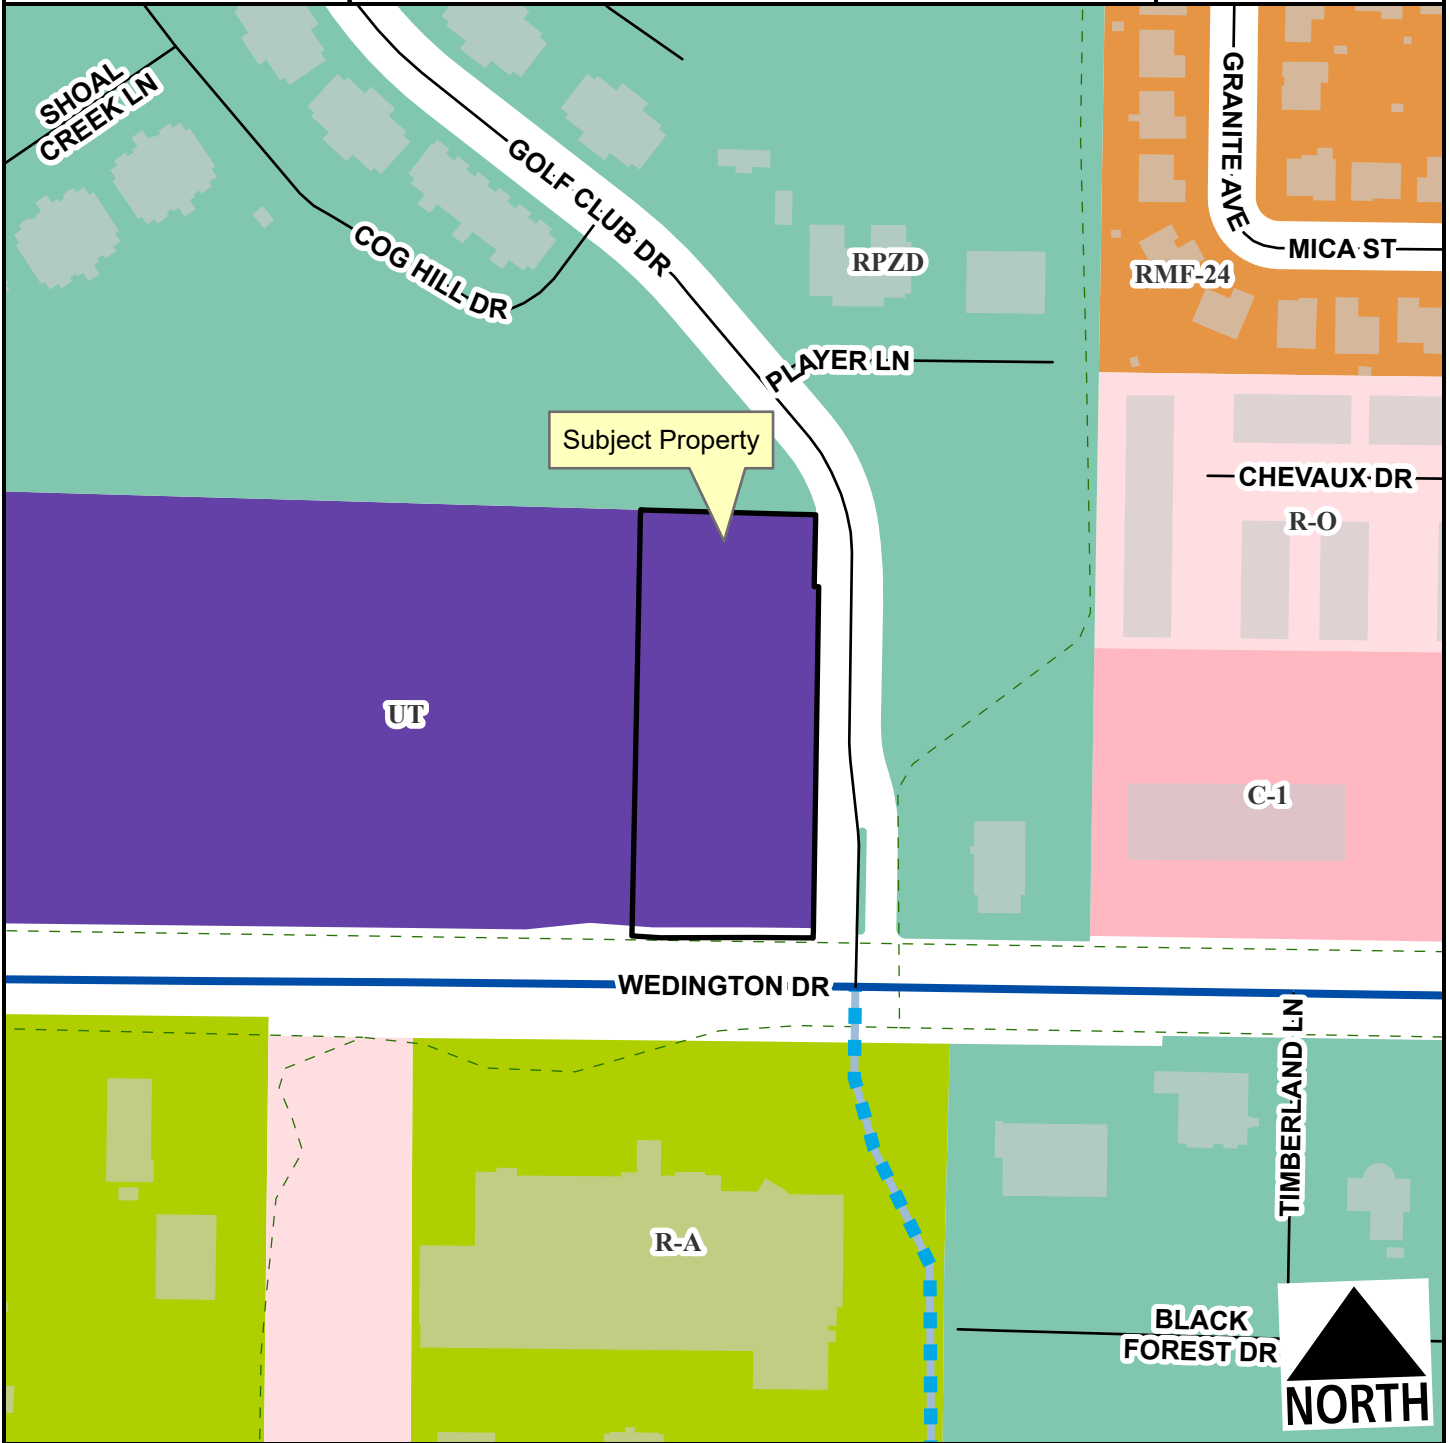 SHOAL
CREEK LN
GOLF CLUB DR
GRANITE AVE
COG HILL DR
MICA ST
RPZD
RMF-24
PLAYER LN
Subject Property
CHEVAUX DR
R-O
UT
C-1
WEDINGTON DR
TIMBERLAND LN
R-A
BLACK
FOREST DR
NORTH